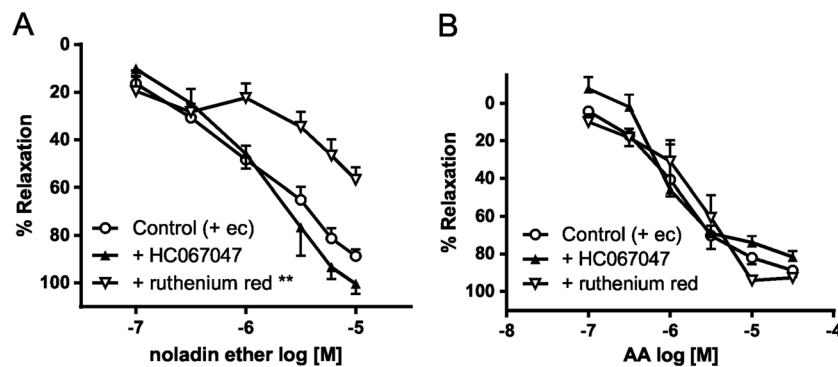 A
0
20
40
60
80
100
% Relaxation
Control (+ ec)
+ HC067047
+ ruthenium red **
-7
-6
-5
noladin ether log [M]
B
0
20
40
60
80
100
% Relaxation
Control (+ ec)
+ HC067047
+ ruthenium red
-8
-7
-6
-5
-4
AA log [M]